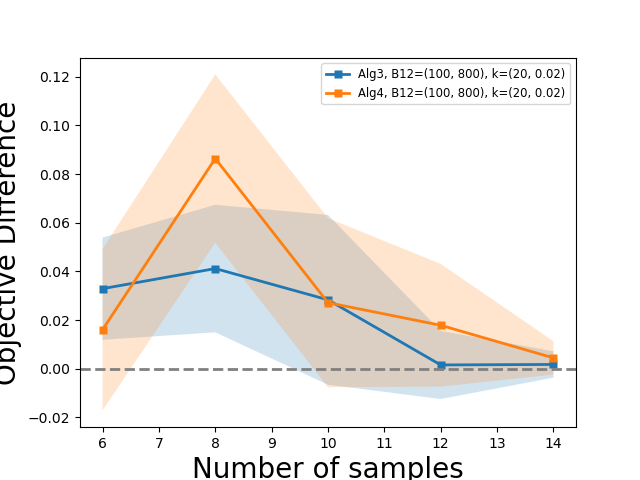 Alg3, B12=(100, 800), k=(20, 0.02)
Alg4, B12=(100, 800), k=(20, 0.02)
Objective Difference
0.12
0.10
0.08
0.06
0.04
0.02
0.00
−0.02
6 7 8 9 10 11 12 13 14
Number of samples